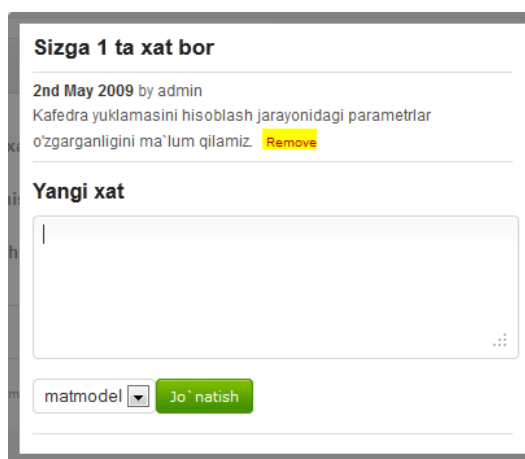 Sizga 1 ta xat bor
2nd May 2009 by admin
Kafedra yuklamasini hisoblash jarayonidagi parametrlar
o'zgarganligini ma`lum qilamiz. Remove
Yangi xat
matmodel Jo`natish